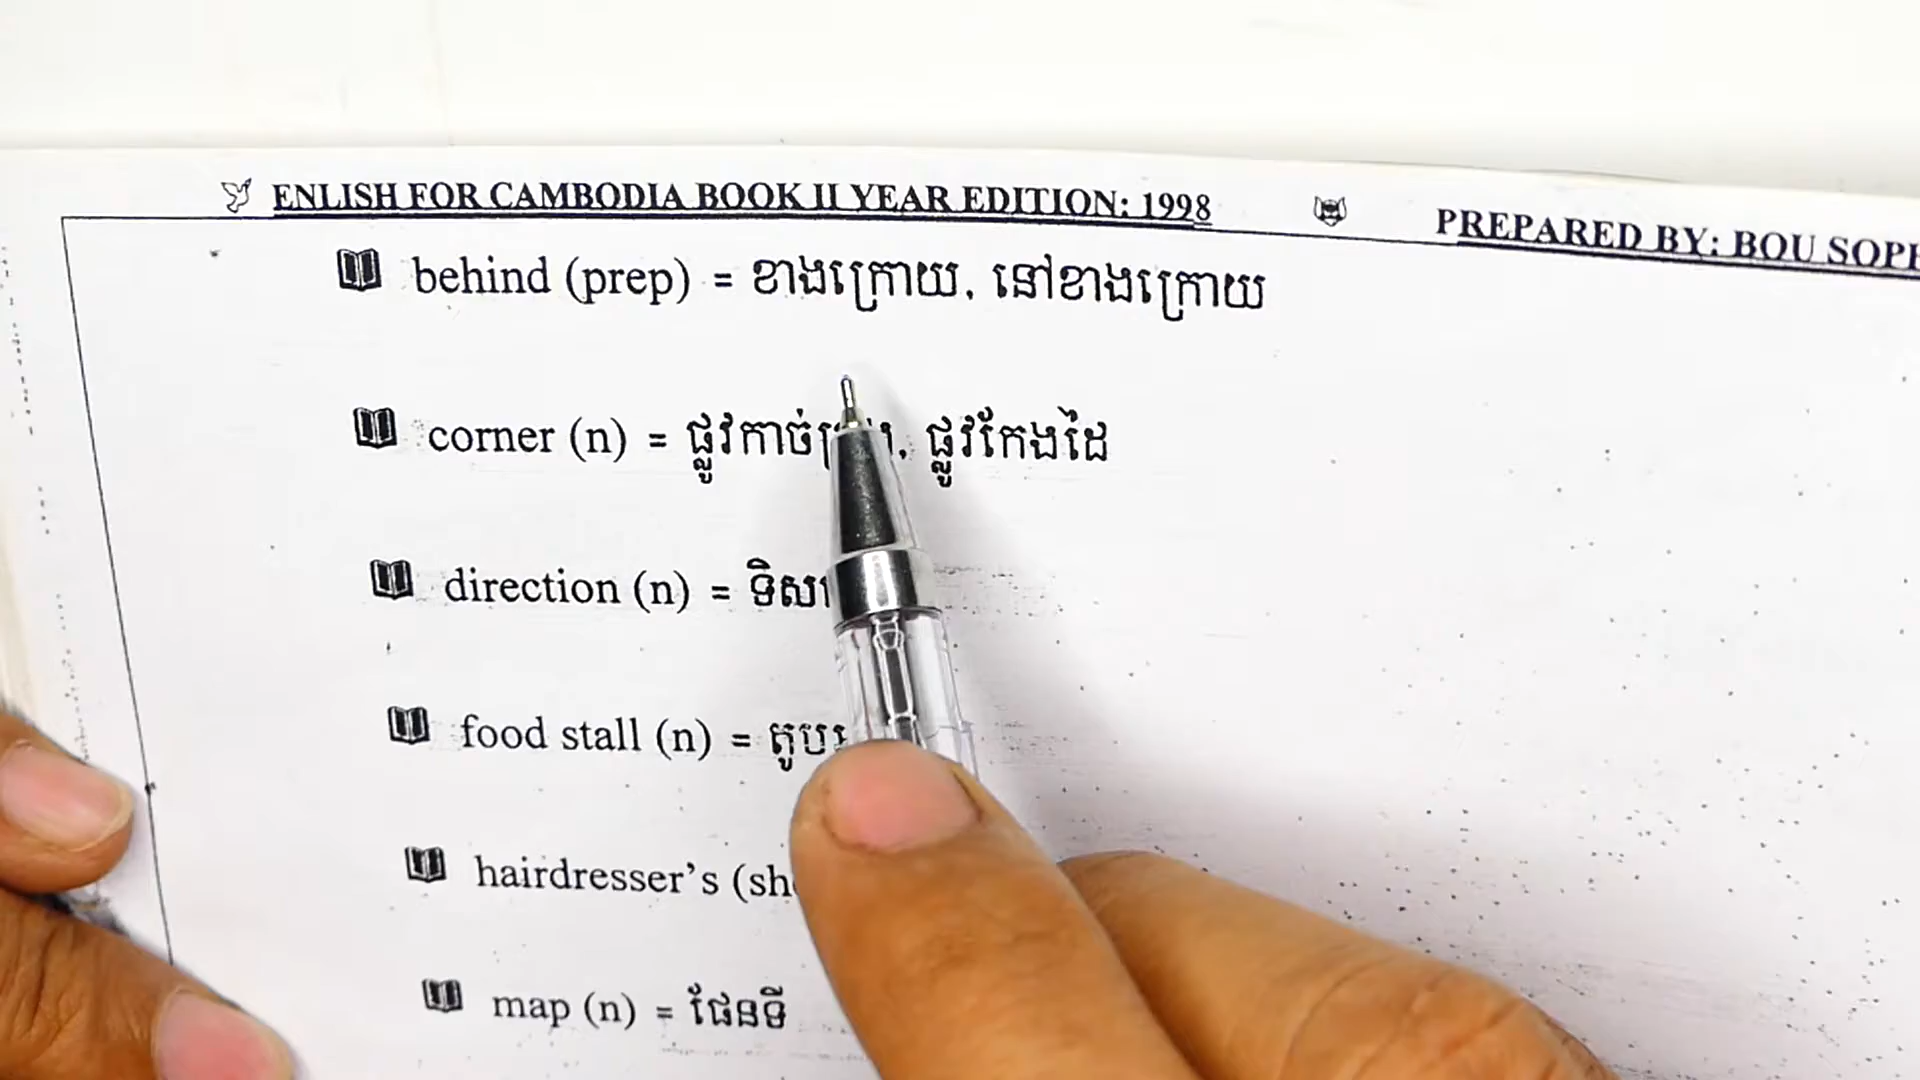 ENLISH FOR CAMBODIA BOOK II YEAR EDITION: 1998 PREPARED BY: BOU
behind (prep) = ខាងក្រោយ, នៅខាងក្រោយ
corner (n) = ផ្លូវកាច់ , ផ្លូវកែងដៃ
direction (n) =
food stall (n) =
hairdresser's
map (n) = ផែនទី